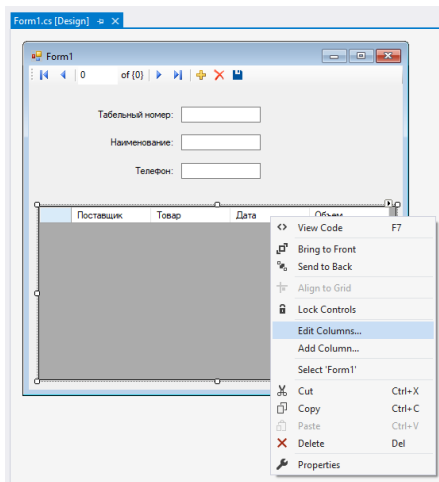 Form1.cs [Design]
Form1
0 of {0}
Табельный номер:
Наименование:
Телефон:
Поставщик Товар Дата Объем
View Code F7
Bring to Front
Send to Back
Align to Grid
Lock Controls
Edit Columns...
Add Column...
Select 'Form1'
Cut Ctrl+X
Copy Ctrl+C
Paste Ctrl+V
Delete Del
Properties